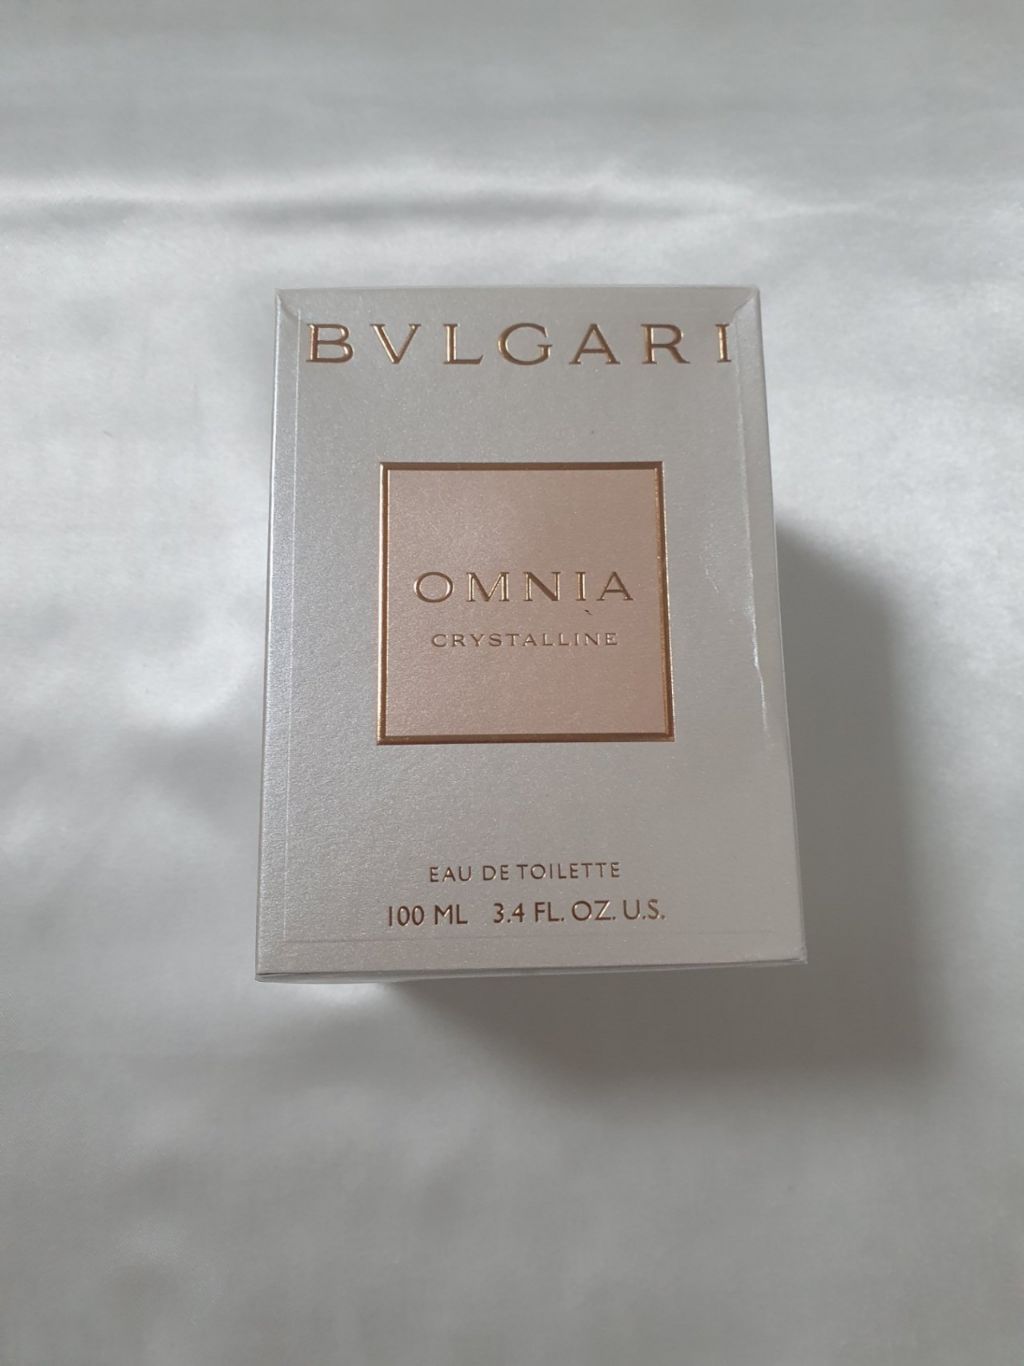 BVLGARI
OMNIA
CRYSTALLINE
EAU DE TOILETTE
100 ML 3.4 FL. OZ. U.S.